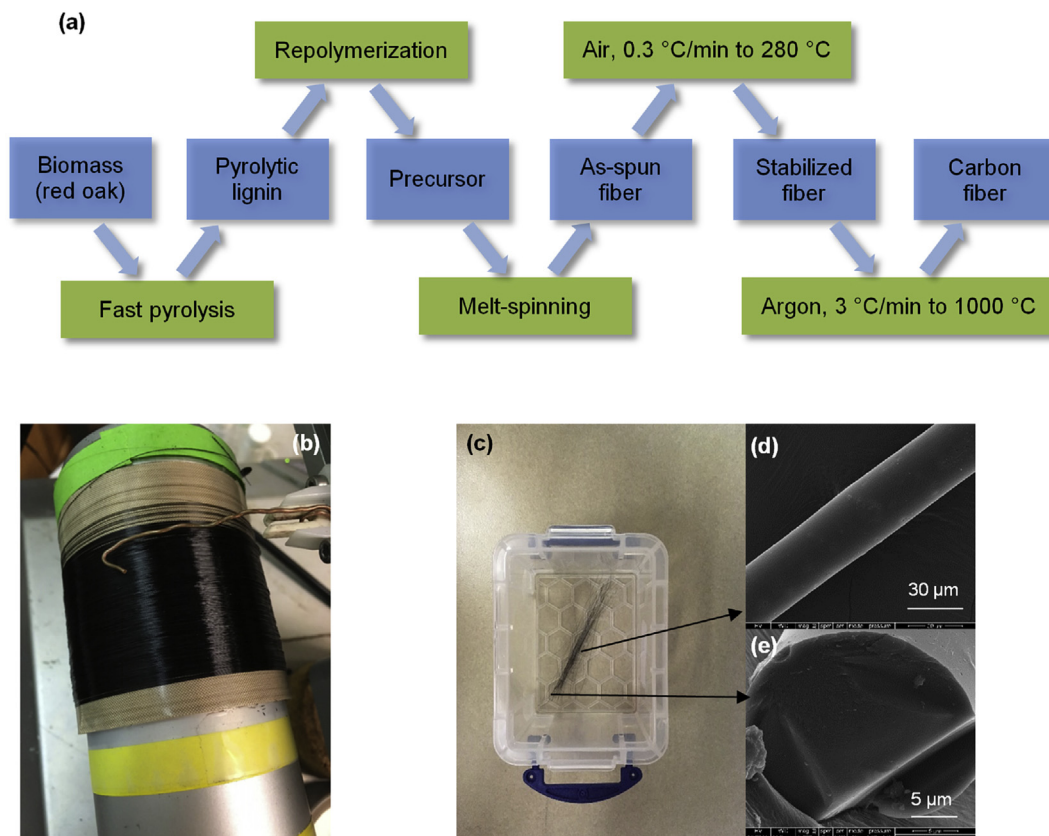 (a)
Repolymerization
Air, 0.3 °C/min to 280 °C
Biomass
(red oak)
Pyrolytic
lignin
Precursor
As-spun
fiber
Stabilized
fiber
Carbon
fiber
Fast pyrolysis
Melt-spinning
Argon, 3 °C/min to 1000 °C
(b)
(c)
(d)
30 µm
(e)
5 µm